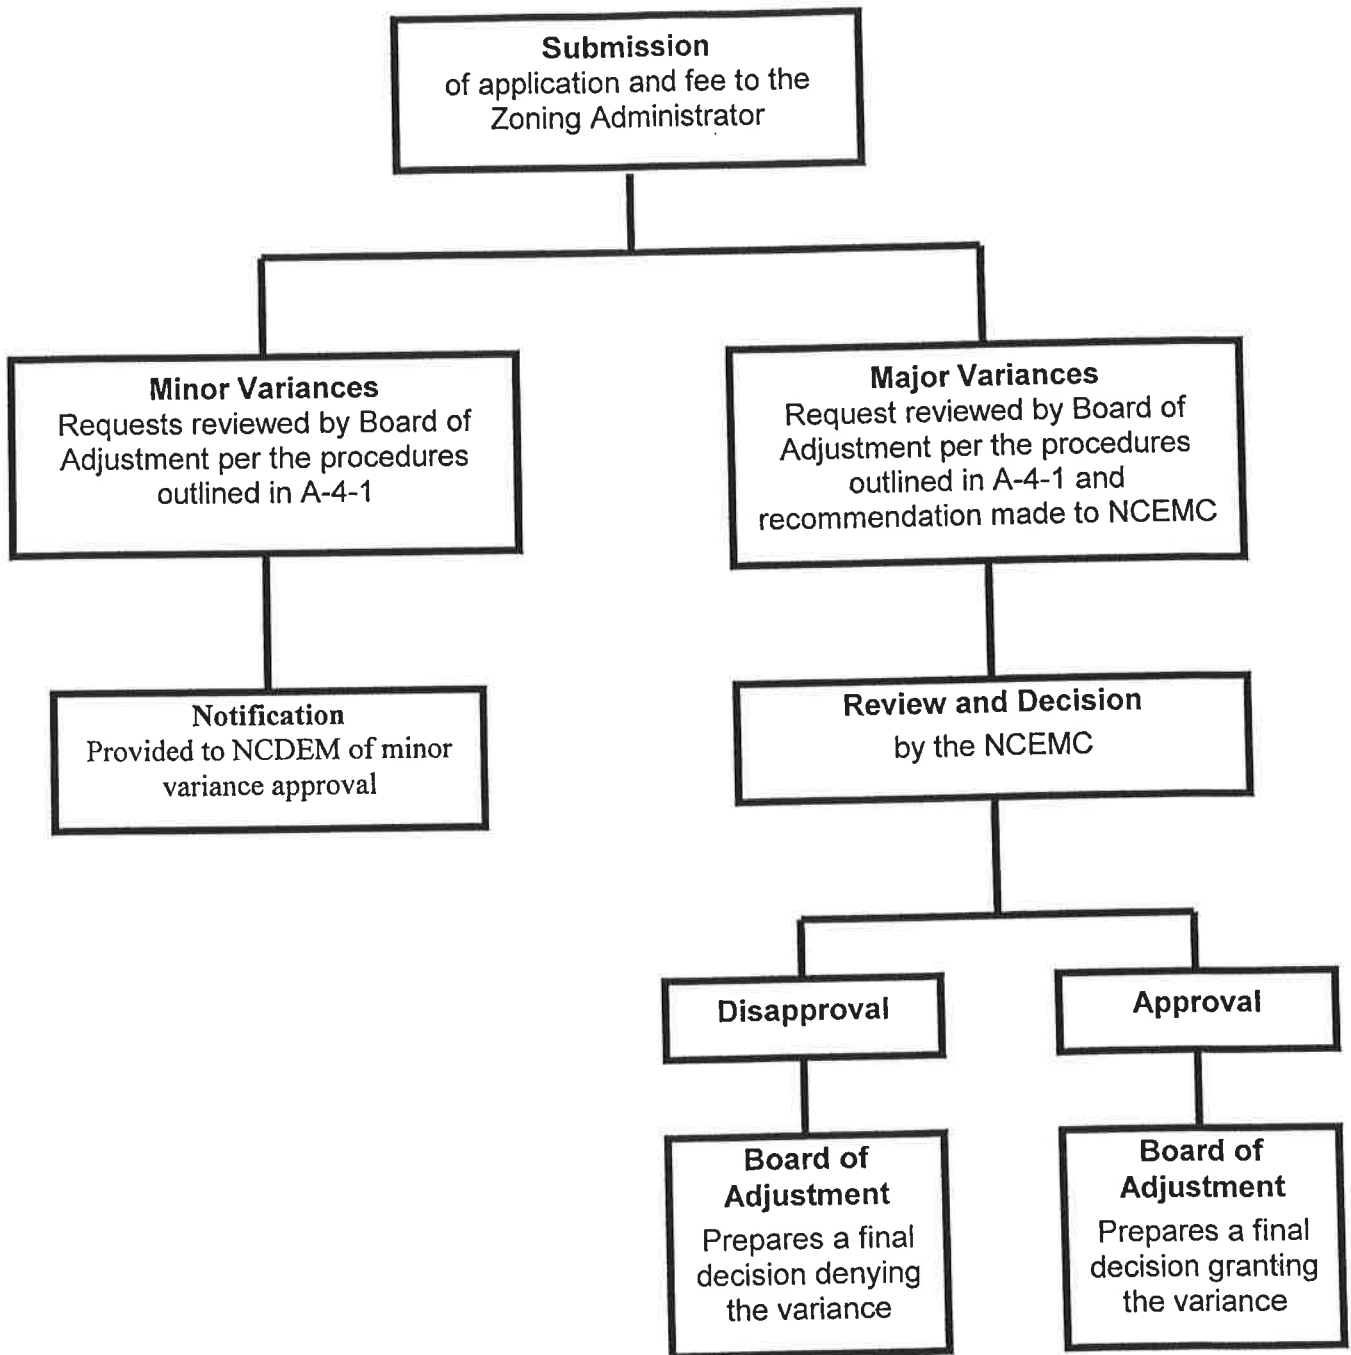 Submission
of application and fee to the
Zoning Administrator
Minor Variances
Requests reviewed by Board of
Adjustment per the procedures
outlined in A-4-1
Major Variances
Request reviewed by Board of
Adjustment per the procedures
outlined in A-4-1 and
recommendation made to NCEMC
Notification
Provided to NCDEM of minor
variance approval
Review and Decision
by the NCEMC
Disapproval
Approval
Board of
Adjustment
Prepares a final
decision denying
the variance
Board of
Adjustment
Prepares a final
decision granting
the variance